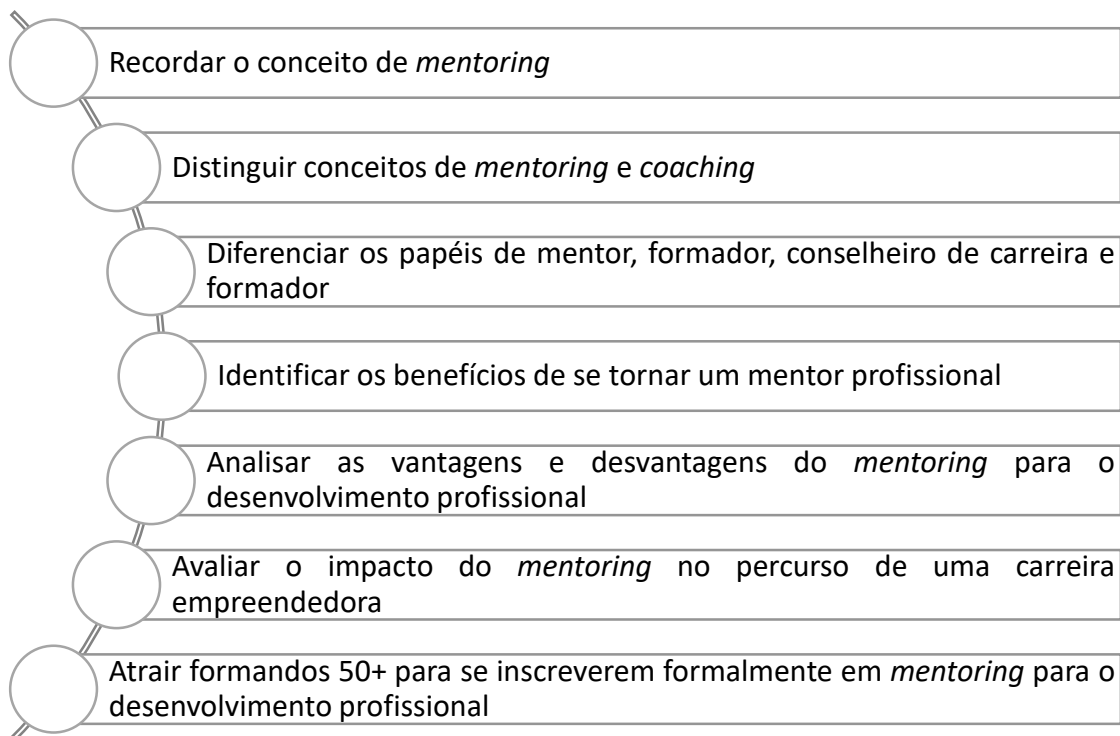 Recordar o conceito de mentoring
Distinguir conceitos de mentoring e coaching
Diferenciar os papéis de mentor, formador, conselheiro de carreira e
formador
Identificar os benefícios de se tornar um mentor profissional
Analisar as vantagens e desvantagens do mentoring para o
desenvolvimento profissional
Avaliar o impacto do mentoring no percurso de uma carreira
empreendedora
Atrair formandos 50+ para se inscreverem formalmente em mentoring para o
desenvolvimento profissional